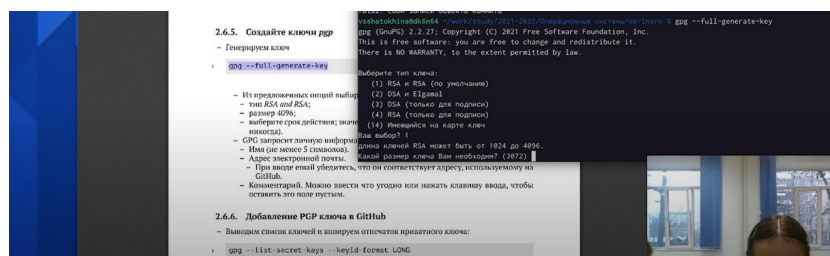 2.6.5. Создайте ключи pgp
– Генерируем ключ
gpg --full-generate-key
– Из предложенных опций выбир
– тип RSA and RSA;
– размер 4096;
– выберите срок действия; значе
никогда).
– GPG запросит личную информа
– Имя (не менее 5 символов).
– Адрес электронной почты.
– При вводе email убедитесь, что он соответствует адресу, используемому на
GitHub.
– Комментарий. Можно ввести что угодно или нажать клавишу ввода, чтобы
оставить это поле пустым.
2.6.6. Добавление PGP ключа в GitHub
– Выводим список ключей и копируем отпечаток приватного ключа:
gpg --list-secret-keys --keyid-format LONG
vsshatokhina@dk6n64 ~/work/study/2021-2022/Операционные системы/os-intro $ gpg --full-generate-key
gpg (GnuPG) 2.2.27; Copyright (C) 2021 Free Software Foundation, Inc.
This is free software: you are free to change and redistribute it.
There is NO WARRANTY, to the extent permitted by law.
Выберите тип ключа:
(1) RSA и RSA (по умолчанию)
(2) DSA и Elgamal
(3) DSA (только для подписи)
(4) RSA (только для подписи)
(14) Имеющийся на карте ключ
Ваш выбор? 1
длина ключей RSA может быть от 1024 до 4096.
Какой размер ключа Вам необходим? (3072)